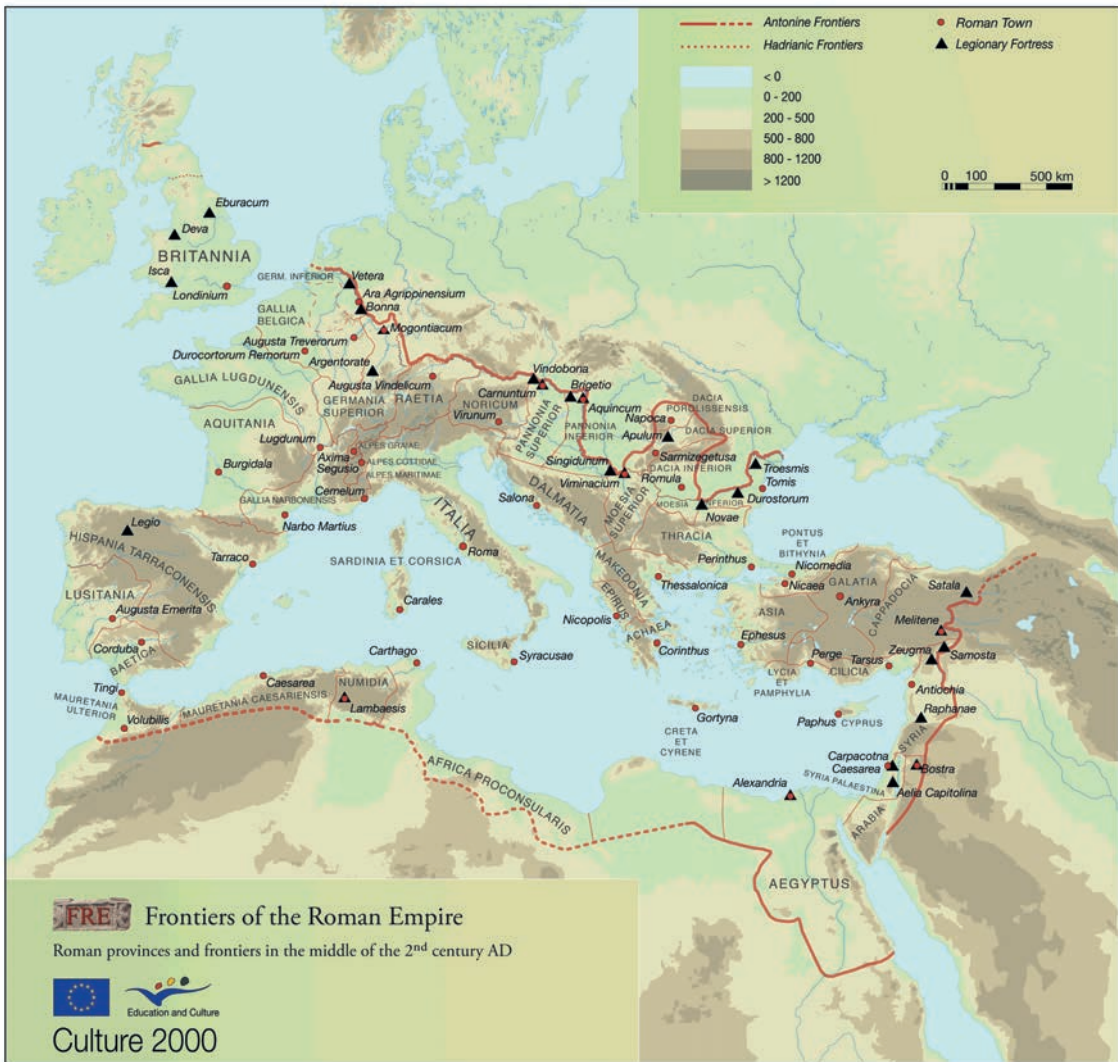 Antonine Frontiers
Hadrianic Frontiers
Roman Town
Legionary Fortress
< 0
0 - 200
200 - 500
500 - 800
800 - 1200
> 1200
0 100 500 km
Eburacum
Deva
BRITANNIA
Isca
Londinium
GERM. INFERIOR
Vetera
Ara Agrippinensium
Bonna
GALLIA
BELGICA
Mogontiacum
Augusta Treverorum
Durocortorum Remorum
Argentorate
GALLIA LUGDUNENSIS
Augusta Vindelicum
GERMANIA
SUPERIOR
RAETIA
NORICUM
Virunum
Vindobona
Carnuntum
Brigetio
Aquincum
PANNONIA
SUPERIOR
PANNONIA
INFERIOR
DACIA
POROLISSENSIS
Napoca
DACIA SUPERIOR
Apulum
Sarmizegetusa
DACIA INFERIOR
Singidunum
Viminacium
Romula
Troesmis
Tomis
Durostorum
MOESIA
SUPERIOR
MOESIA INFERIOR
Novae
AQUITANIA
Lugdunum
Burdigala
Axima
Segusio
ALPES GRAIAE
ALPES COTTIDAE
ALPES MARITIMAE
Cemelum
GALLIA NARBONENSIS
Narbo Martius
Salona
DALMATIA
ITALIA
Roma
THRACIA
Perinthus
PONTUS
ET
BITHYNIA
Nicomedia
Nicaea
GALATIA
Ankyra
CAPPADOCIA
Satala
Melitene
Legio
HISPANIA TARRACONENSIS
Tarraco
LUSITANIA
Augusta Emerita
Corduba
BAETICA
SARDINIA ET CORSICA
Carales
MAKEDONIA
Thessalonica
EPIRUS
Nicopolis
ACHAEA
Corinthus
ASIA
Ephesus
LYCIA
ET
PAMPHYLIA
Perge
CILICIA
Tarsus
Zeugma
Samosta
Antiochia
Raphanae
SICILIA
Syracusae
Carthago
Tingi
MAURETANIA
ULTERIOR
Volubilis
Caesarea
MAURETANIA CAESARIENSIS
NUMIDIA
Lambaesis
Gortyna
CRETA
ET
CYRENE
Paphus
CYPRUS
SYRIA
Carpacotna
Caesarea
Bostra
SYRIA PALAESTINA
Aelia Capitolina
ARABIA
Alexandria
AFRICA PROCONSULARIS
AEGYPTUS
FRE
Frontiers of the Roman Empire
Roman provinces and frontiers in the middle of the 2nd century AD
Education and Culture
Culture 2000